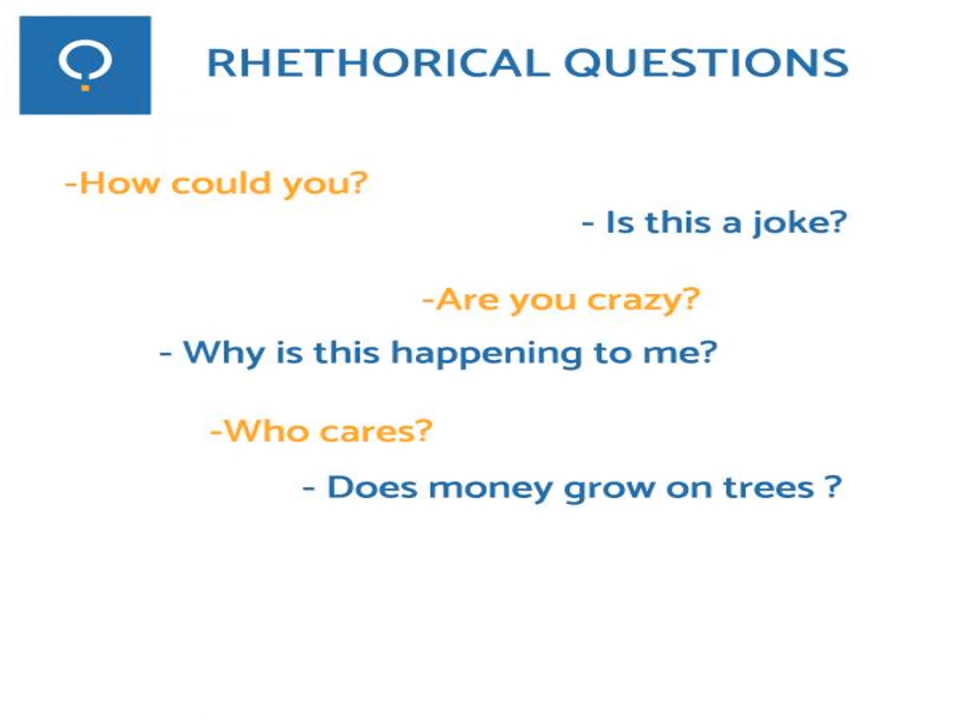 RHETHORICAL QUESTIONS
-How could you?
- Is this a joke?
-Are you crazy?
- Why is this happening to me?
-Who cares?
- Does money grow on trees ?